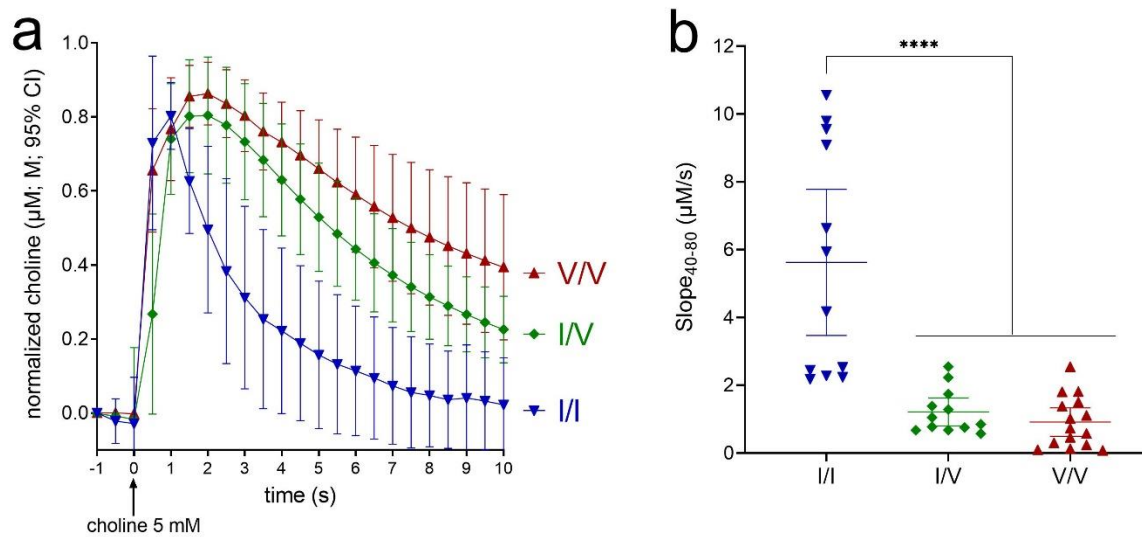 a
normalized choline (µM; M; 95% CI)
1.0
0.8
0.6
0.4
0.2
0.0
-1 0 1 2 3 4 5 6 7 8 9 10
time (s)
choline 5 mM
V/V
I/V
I/I
b
Slope40-80 (µM/s)
12
10
8
6
4
2
0
****
I/I I/V V/V